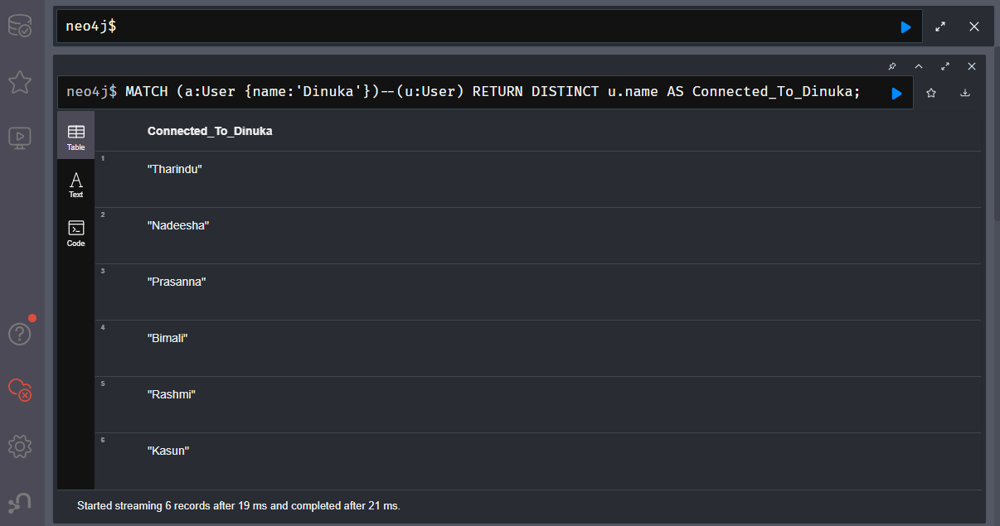 neo4j$
neo4j$ MATCH (a:User {name:'Dinuka'})--(u:User) RETURN DISTINCT u.name AS Connected_To_Dinuka;
Table
Text
Code
Connected_To_Dinuka
1
"Tharindu"
2
"Nadeesha"
3
"Prasanna"
4
"Bimali"
5
"Rashmi"
6
"Kasun"
Started streaming 6 records after 19 ms and completed after 21 ms.